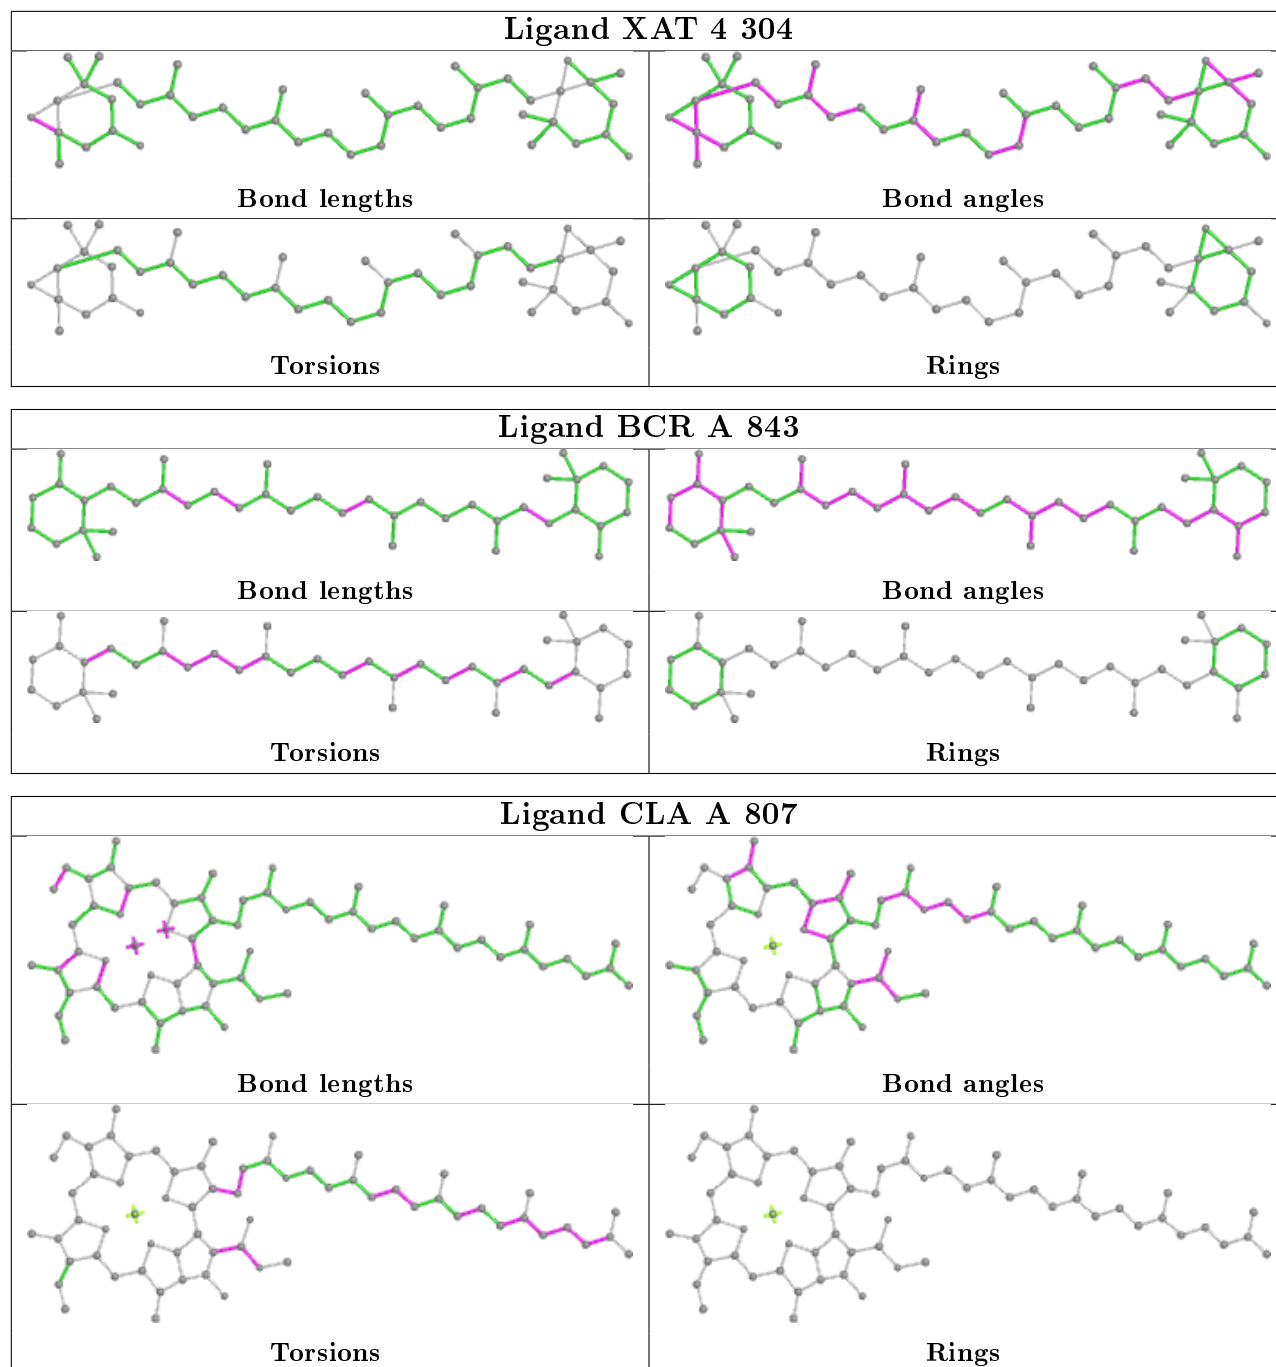 Ligand XAT 4 304
Bond lengths
Bond angles
Torsions
Rings
Ligand BCR A 843
Bond lengths
Bond angles
Torsions
Rings
Ligand CLA A 807
Bond lengths
Bond angles
Torsions
Rings